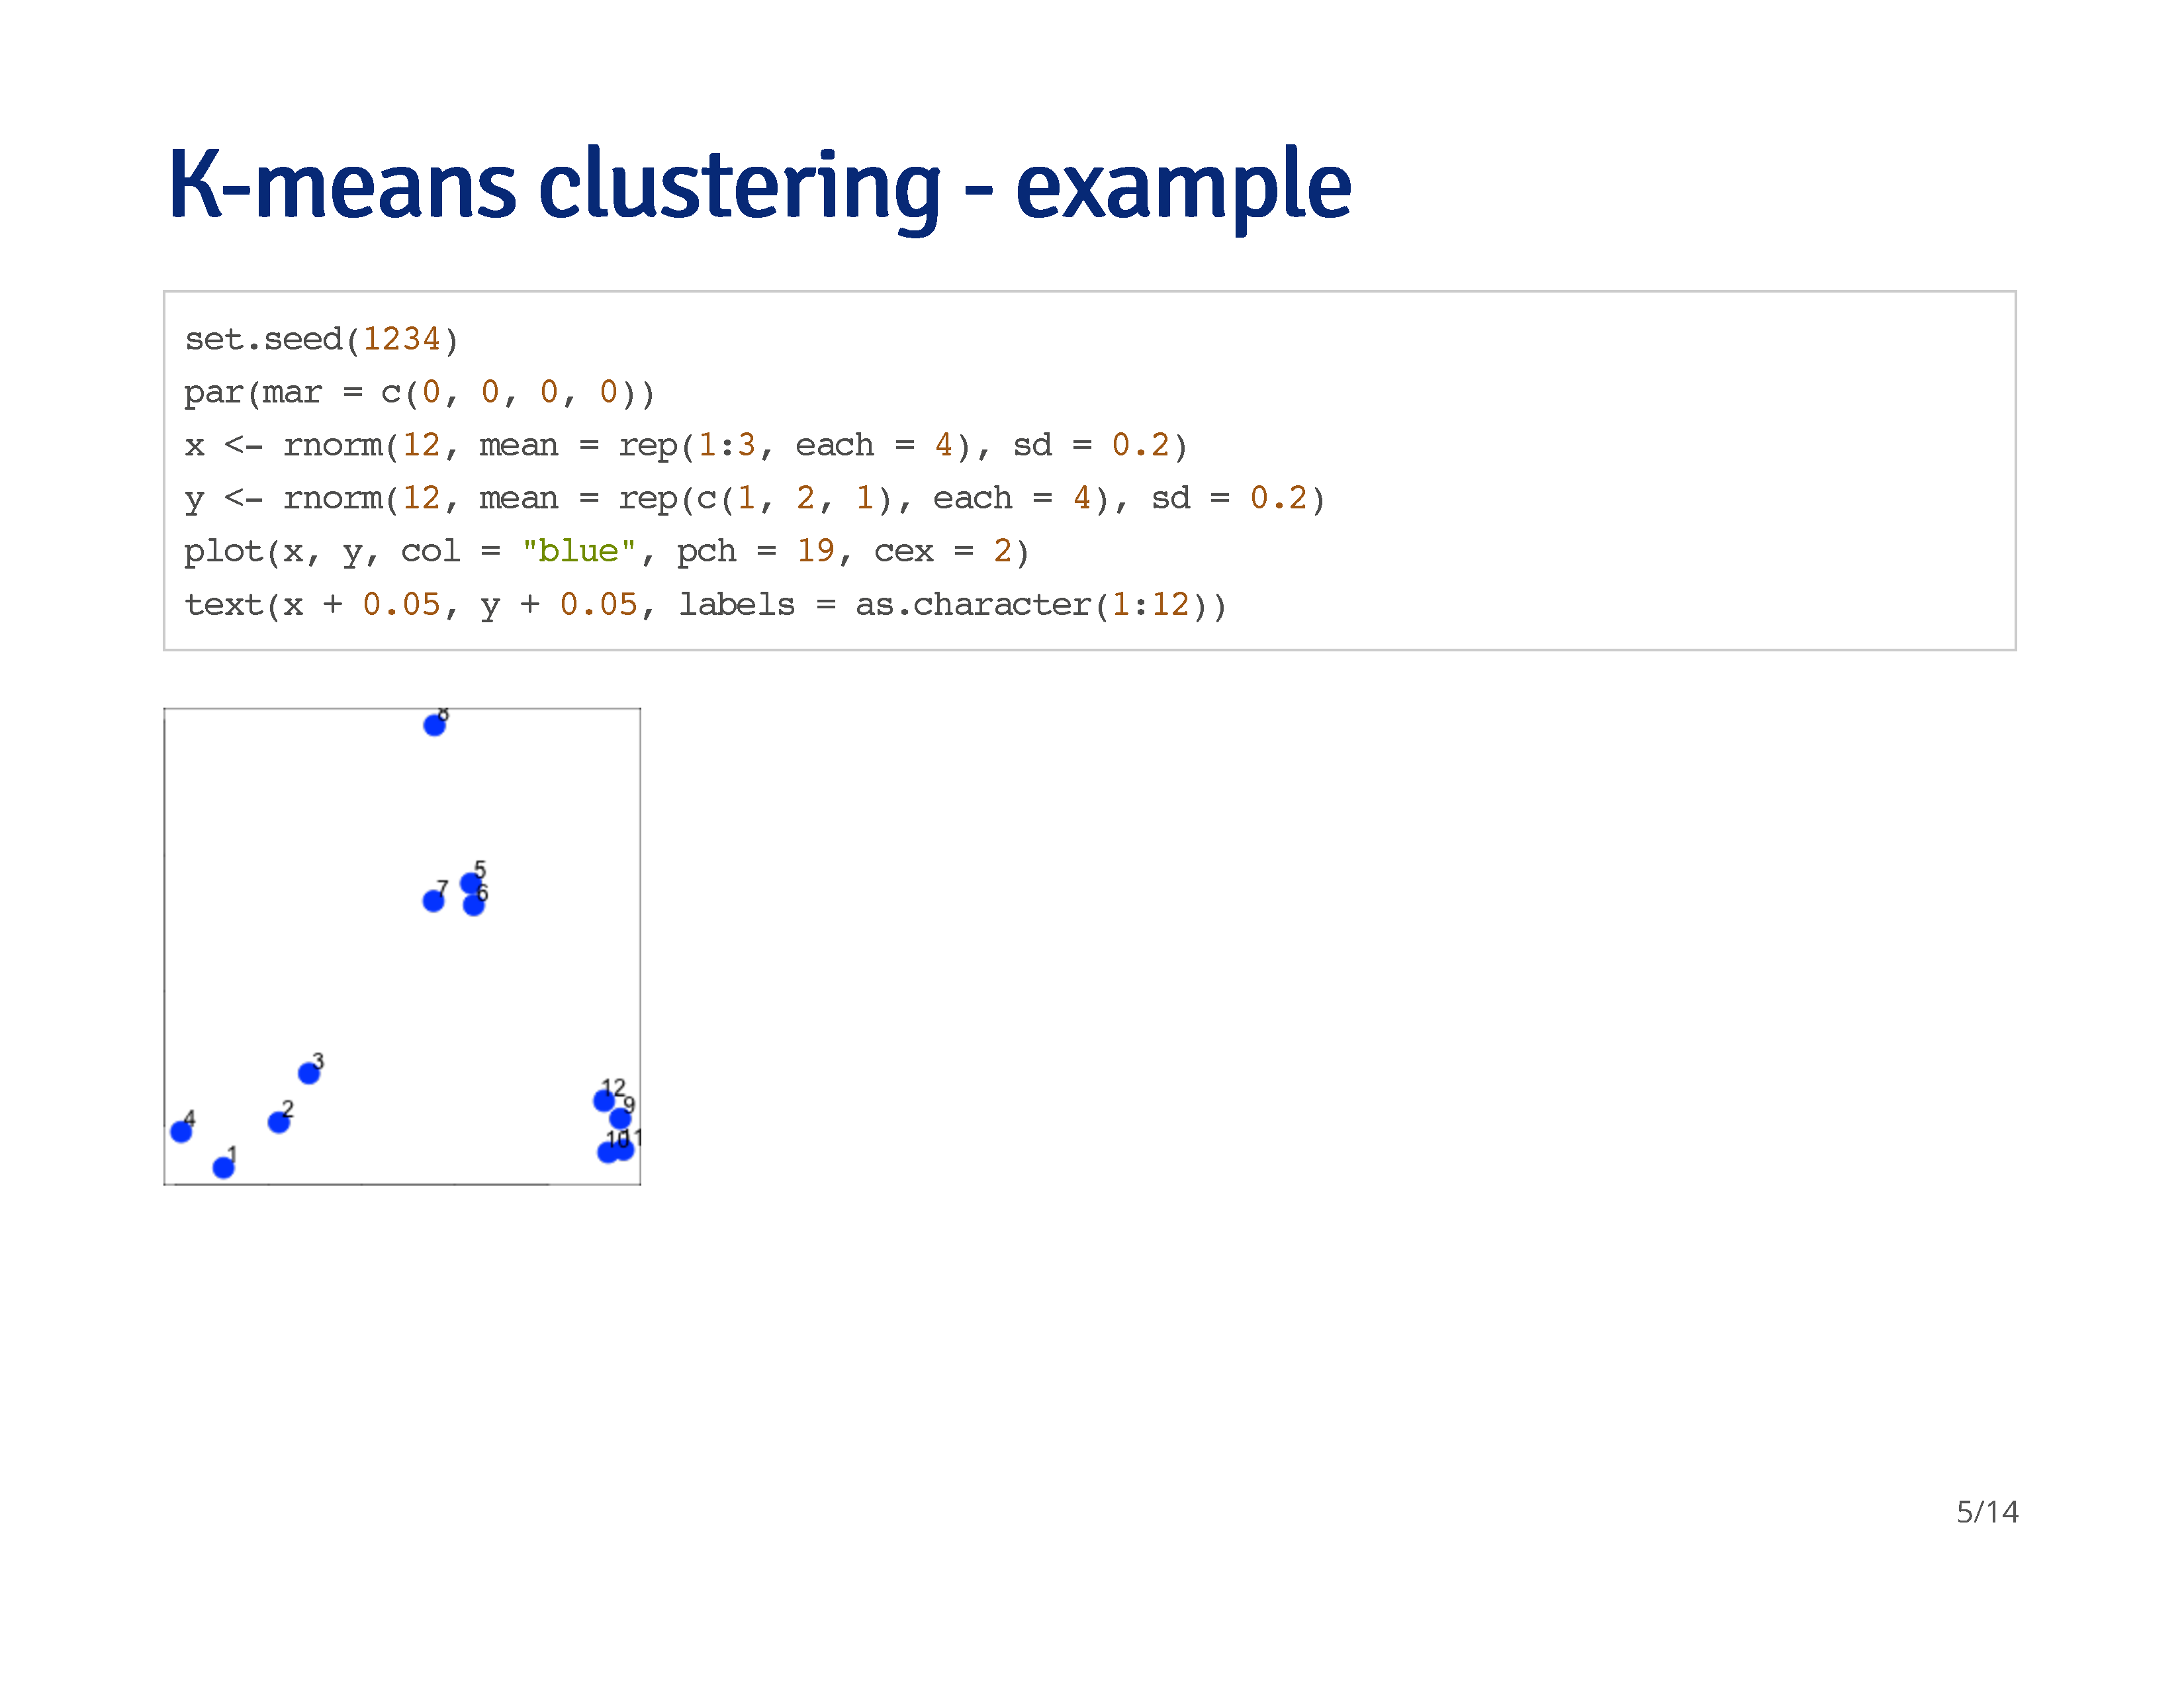 K-means clustering - example
set.seed(1234)
par(mar = c(0, 0, 0, 0))
x <- rnorm(12, mean = rep(1:3, each = 4), sd = 0.2)
y <- rnorm(12, mean = rep(c(1, 2, 1), each = 4), sd = 0.2)
plot(x, y, col = "blue", pch = 19, cex = 2)
text(x + 0.05, y + 0.05, labels = as.character(1:12))
8
5
7
6
3
12
2
9
4
10
11
1
5/14